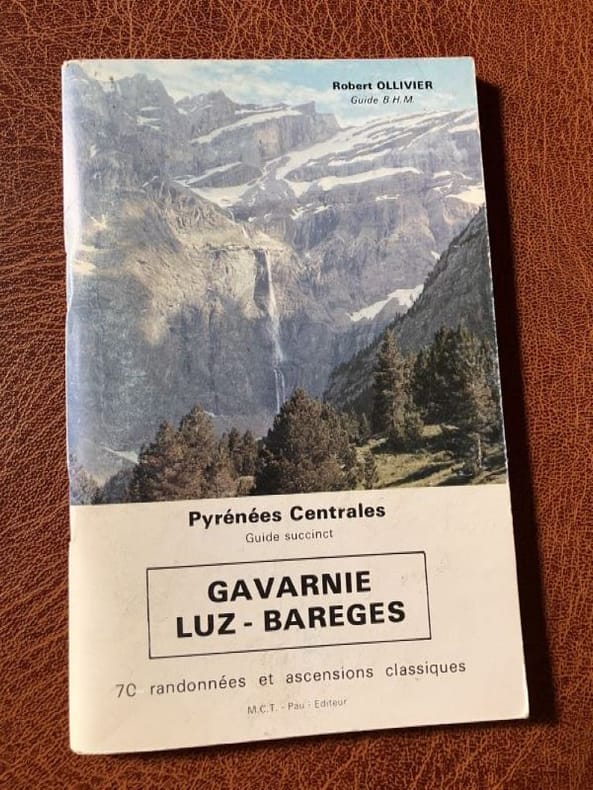 Robert OLLIVIER
Guide B.H.M.
Pyrénées Centrales
Guide succinct
GAVARNIE
LUZ - BAREGES
70 randonnées et ascensions classiques
M.C.T. - Pau - Editeur